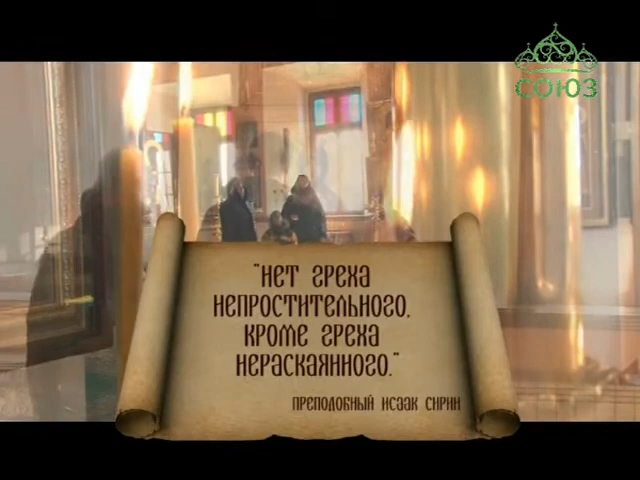 СОЮЗ
"НЕТ ГРЕХА
НЕПРОСТИТЕЛЬНОГО,
КРОМЕ ГРЕХА
НЕРАСКАЯННОГО."
ПРЕПОДОБНЫЙ ИСААК СИРИН